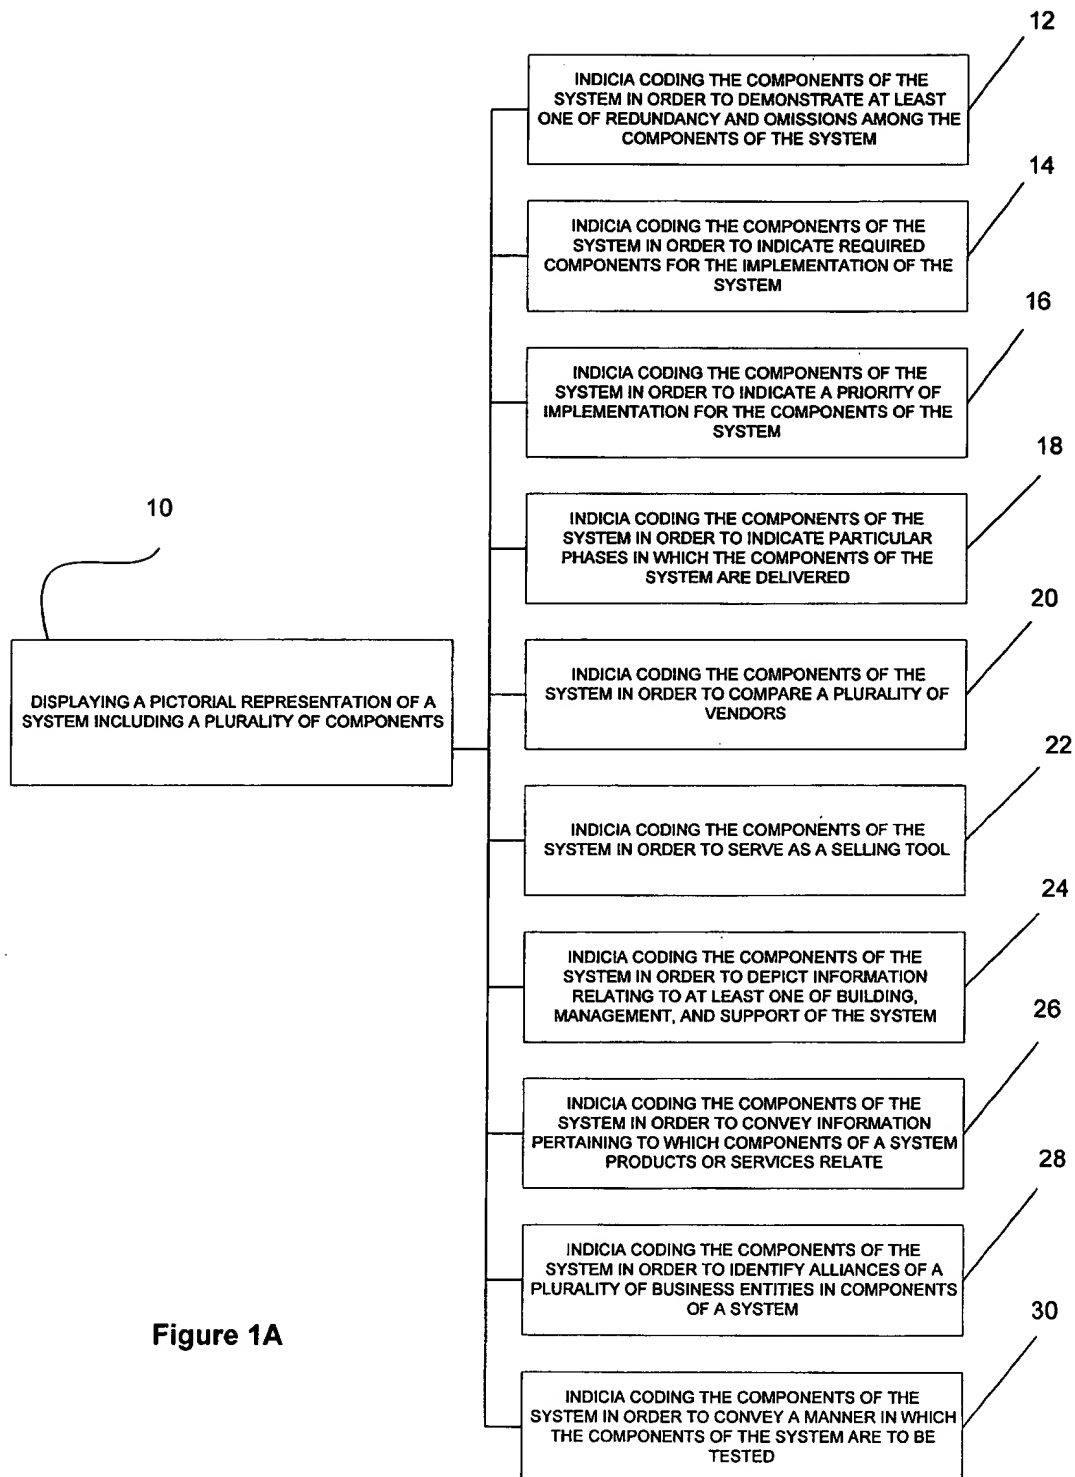 12
INDICIA CODING THE COMPONENTS OF THE
SYSTEM IN ORDER TO DEMONSTRATE AT LEAST
ONE OF REDUNDANCY AND OMISSIONS AMONG THE
COMPONENTS OF THE SYSTEM
14
INDICIA CODING THE COMPONENTS OF THE
SYSTEM IN ORDER TO INDICATE REQUIRED
COMPONENTS FOR THE IMPLEMENTATION OF THE
SYSTEM
16
INDICIA CODING THE COMPONENTS OF THE
SYSTEM IN ORDER TO INDICATE A PRIORITY OF
IMPLEMENTATION FOR THE COMPONENTS OF THE
SYSTEM
18
INDICIA CODING THE COMPONENTS OF THE
SYSTEM IN ORDER TO INDICATE PARTICULAR
PHASES IN WHICH THE COMPONENTS OF THE
SYSTEM ARE DELIVERED
10
DISPLAYING A PICTORIAL REPRESENTATION OF A
SYSTEM INCLUDING A PLURALITY OF COMPONENTS
20
INDICIA CODING THE COMPONENTS OF THE
SYSTEM IN ORDER TO COMPARE A PLURALITY OF
VENDORS
22
INDICIA CODING THE COMPONENTS OF THE
SYSTEM IN ORDER TO SERVE AS A SELLING TOOL
24
INDICIA CODING THE COMPONENTS OF THE
SYSTEM IN ORDER TO DEPICT INFORMATION
RELATING TO AT LEAST ONE OF BUILDING,
MANAGEMENT, AND SUPPORT OF THE SYSTEM
26
INDICIA CODING THE COMPONENTS OF THE
SYSTEM IN ORDER TO CONVEY INFORMATION
PERTAINING TO WHICH COMPONENTS OF A SYSTEM
PRODUCTS OR SERVICES RELATE
28
INDICIA CODING THE COMPONENTS OF THE
SYSTEM IN ORDER TO IDENTIFY ALLIANCES OF A
PLURALITY OF BUSINESS ENTITIES IN COMPONENTS
OF A SYSTEM
30
INDICIA CODING THE COMPONENTS OF THE
SYSTEM IN ORDER TO CONVEY A MANNER IN WHICH
THE COMPONENTS OF THE SYSTEM ARE TO BE
TESTED
Figure 1A